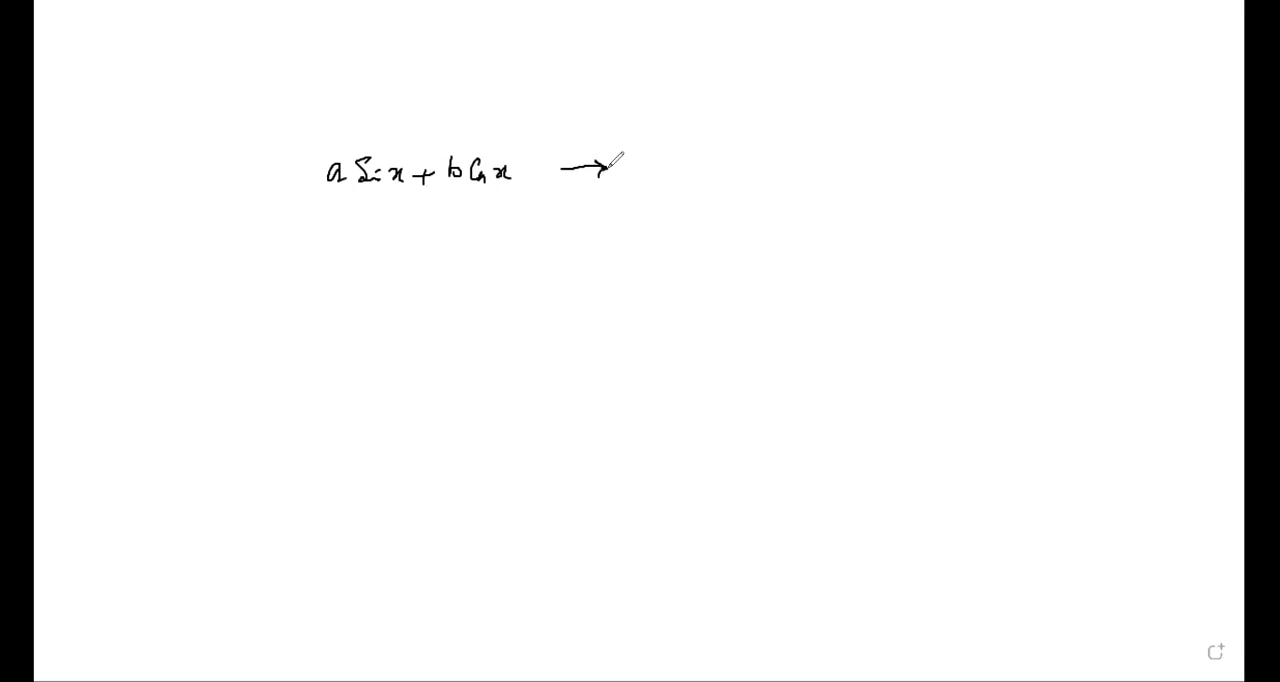 a Sin x + b Cos x →